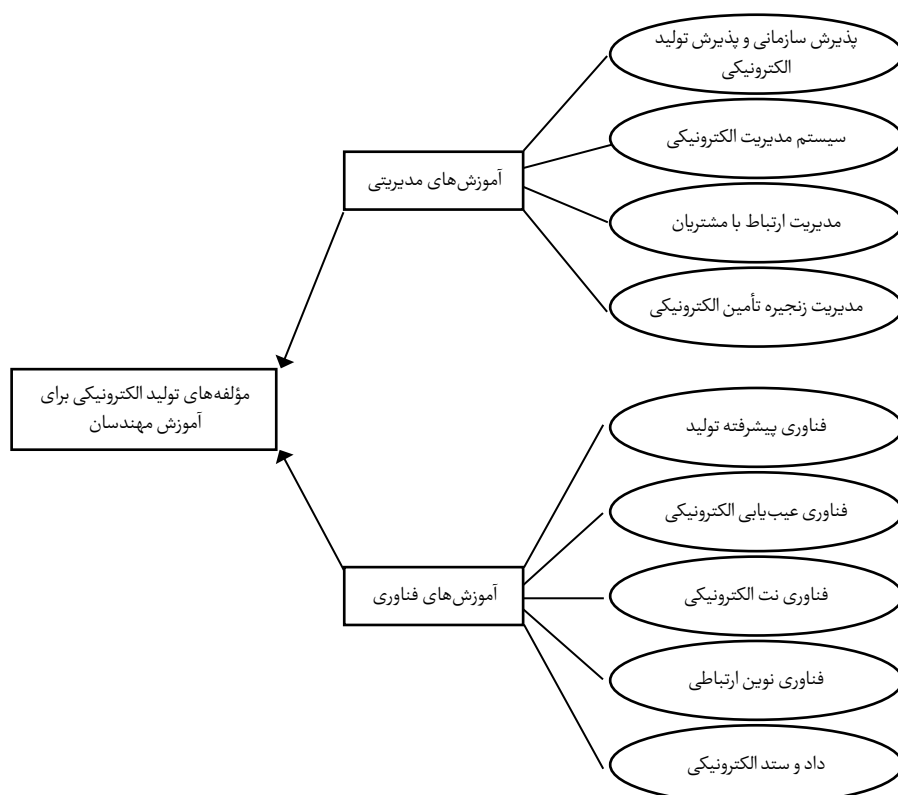 پذیرش سازمانی و پذیرش تولید
الکترونیکی
سیستم مدیریت الکترونیکی
آموزش‌های مدیریتی
مدیریت ارتباط با مشتریان
مدیریت زنجیره تأمین الکترونیکی
مؤلفه‌های تولید الکترونیکی برای
آموزش مهندسان
فناوری پیشرفته تولید
فناوری عیب‌یابی الکترونیکی
آموزش‌های فناوری
فناوری نت الکترونیکی
فناوری نوین ارتباطی
داد و ستد الکترونیکی